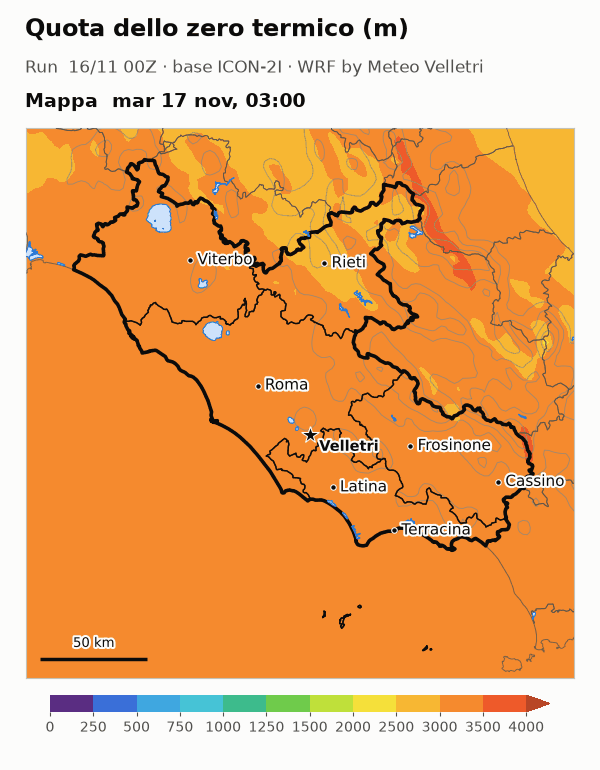 Quota dello zero termico (m)
Run  16/11 00Z · base ICON-2I · WRF by Meteo Velletri
Mappa  mar 17 nov, 03:00
Viterbo
Rieti
Roma
Velletri
Frosinone
Latina
Cassino
Terracina
50 km
0 250 500 750 1000 1250 1500 2000 2500 3000 3500 4000